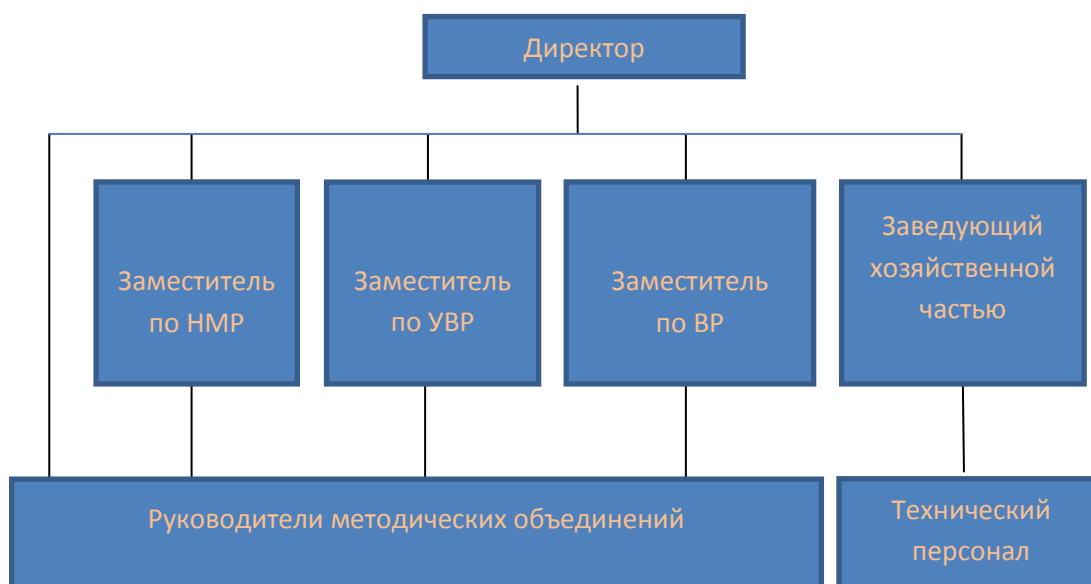 Директор
Заместитель
по НМР
Заместитель
по УВР
Заместитель
по ВР
Заведующий
хозяйственной
частью
Руководители методических объединений
Технический
персонал